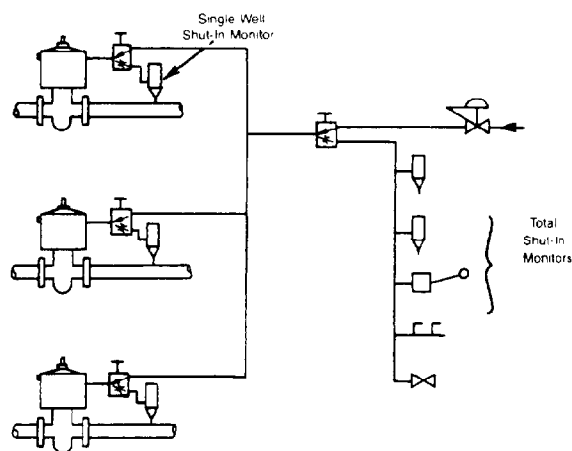 Single Well
Shut-In Monitor
Total
Shut-In
Monitors